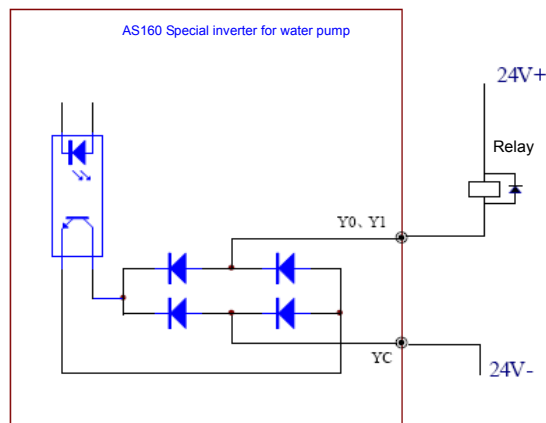 AS160 Special inverter for water pump
24V+
Relay
Y0、Y1
YC
24V-